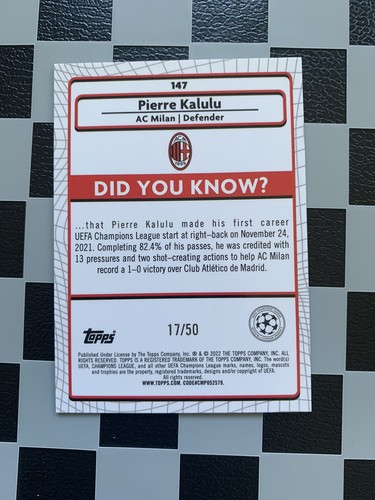 147
Pierre Kalulu
AC Milan | Defender
ACM
1899
DID YOU KNOW?
...that Pierre Kalulu made his first career
UEFA Champions League start at right-back on November 24,
2021. Completing 82.4% of his passes, he was credited with
13 pressures and two shot-creating actions to help AC Milan
record a 1-0 victory over Club Atlético de Madrid.
Topps
17/50
Published Under License by The Topps Company, Inc. ® & © 2022 THE TOPPS COMPANY, INC. ALL
RIGHTS RESERVED. TOPPS IS A REGISTERED TRADEMARK OF THE TOPPS COMPANY, INC. The word(s)
UEFA, CHAMPIONS LEAGUE, and all other UEFA Champions League marks, names, logos, mascots
and trophies are the property, registered trademarks, designs and/or copyright of UEFA.
All rights reserved.
WWW.TOPPS.COM. CODE#CMP052579.